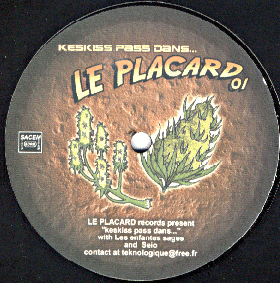 KESKISS PASS DANS...
LE PLACARD
01
SACEM
LE PLACARD records present
"keskiss pass dans..."
with Les enfantes sages
and Seio
contact at teknologique@free.fr